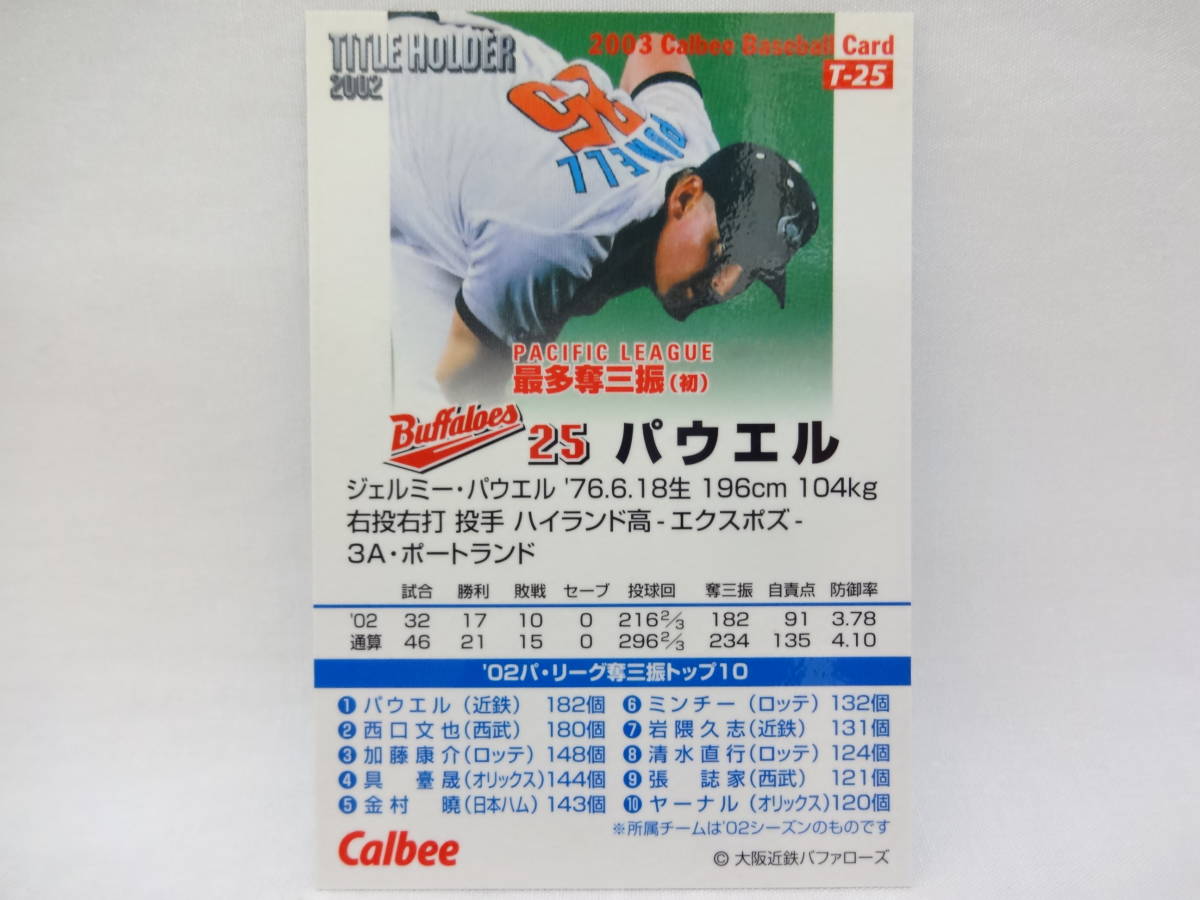 TITLE HOLDER
2002
2003 Calbee Baseball Card
T-25
25
POWELL
PACIFIC LEAGUE
最多奪三振(初)
Buffaloes 25 パウエル
ジェルミー・パウエル '76.6.18生 196cm 104kg
右投右打 投手 ハイランド高-エクスポズ-
3A・ポートランド
試合 勝利 敗戦 セーブ 投球回 奪三振 自責点 防御率
'02 32 17 10 0 216 2/3 182 91 3.78
通算 46 21 15 0 296 2/3 234 135 4.10
'02パ・リーグ奪三振トップ10
❶ パウエル(近鉄) 182個 ❻ ミンチー(ロッテ) 132個
❷ 西口文也(西武) 180個 ❼ 岩隈久志(近鉄) 131個
❸ 加藤康介(ロッテ) 148個 ❽ 清水直行(ロッテ) 124個
❹ 具 臺晟(オリックス) 144個 ❾ 張 誌家(西武) 121個
❺ 金村 曉(日本ハム) 143個 ❿ ヤーナル(オリックス) 120個
※所属チームは'02シーズンのものです
Calbee
© 大阪近鉄バファローズ